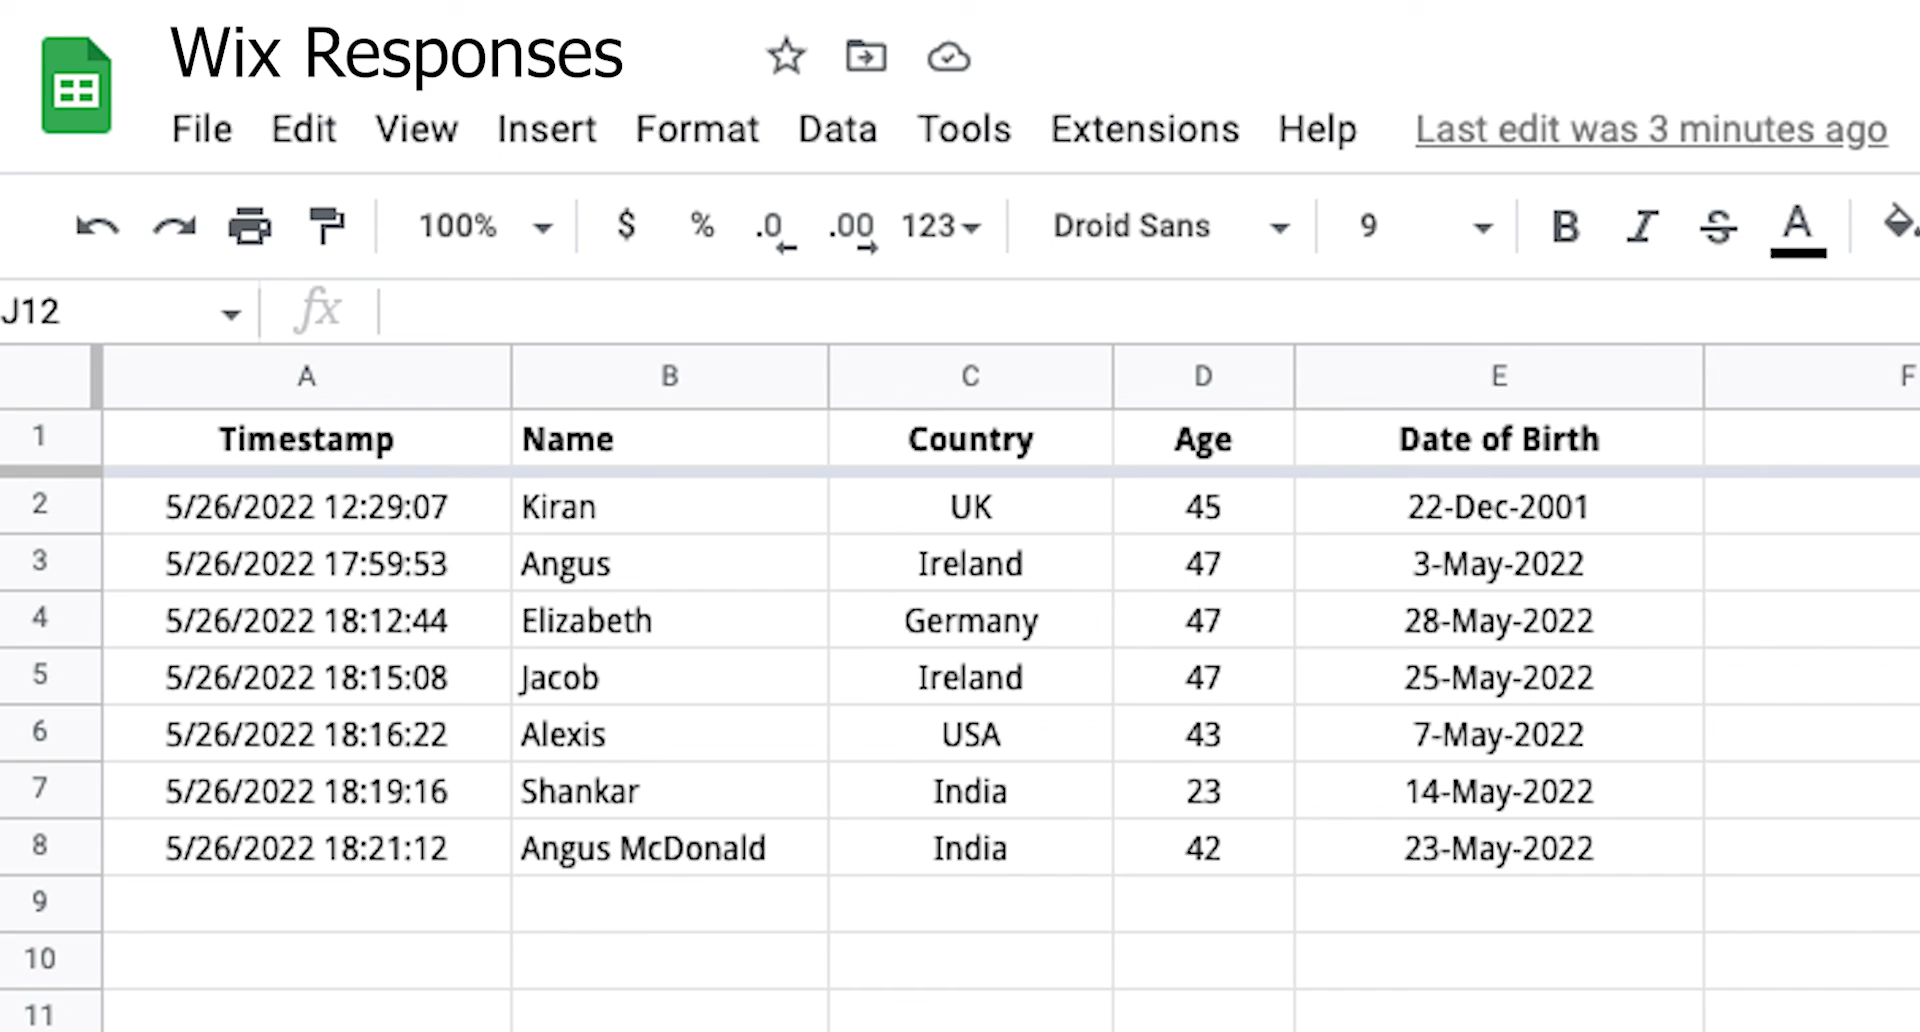 Wix Responses
File Edit View Insert Format Data Tools Extensions Help Last edit was 3 minutes ago
100% $ % .0 .00 123 Droid Sans 9 B I S A
J12 fx
A B C D E F
1 Timestamp Name Country Age Date of Birth
2 5/26/2022 12:29:07 Kiran UK 45 22-Dec-2001
3 5/26/2022 17:59:53 Angus Ireland 47 3-May-2022
4 5/26/2022 18:12:44 Elizabeth Germany 47 28-May-2022
5 5/26/2022 18:15:08 Jacob Ireland 47 25-May-2022
6 5/26/2022 18:16:22 Alexis USA 43 7-May-2022
7 5/26/2022 18:19:16 Shankar India 23 14-May-2022
8 5/26/2022 18:21:12 Angus McDonald India 42 23-May-2022
9
10
11